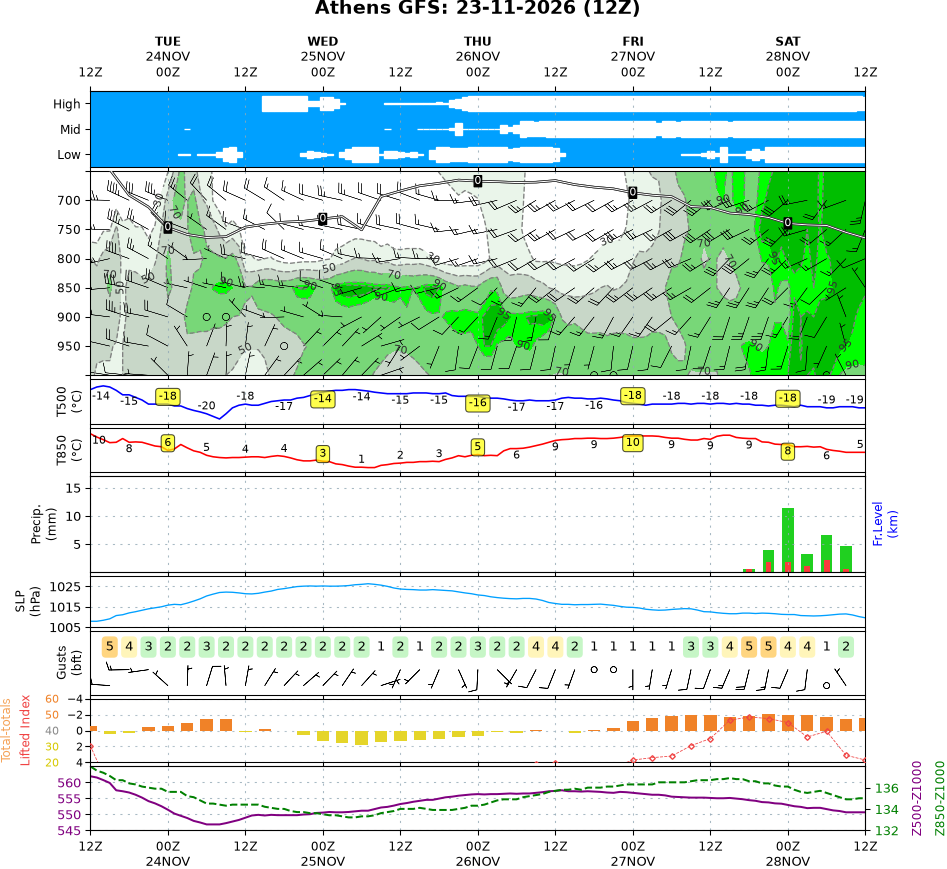 Athens GFS: 23-11-2026 (12Z)
TUE WED THU FRI SAT
24NOV 25NOV 26NOV 27NOV 28NOV
12Z 00Z 12Z 00Z 12Z 00Z 12Z 00Z 12Z 00Z 12Z
High
Mid
Low
700
750
800
850
900
950
0 0 0 0 0
T500 (°C)
-14 -15 -18 -20 -18 -17 -14 -14 -15 -15 -16 -17 -17 -16 -18 -18 -18 -18 -18 -19 -19
T850 (°C)
10 8 6 5 4 4 3 1 2 3 5 6 9 9 10 9 9 9 8 6 5
Precip. (mm)
15
10
5
Fr.Level (km)
SLP (hPa)
1025
1015
1005
Gusts (bft)
5 4 3 2 2 3 2 2 2 2 2 2 2 2 1 2 1 2 2 3 2 2 4 4 2 1 1 1 1 1 3 3 4 5 5 4 4 1 2
Total-totals
Lifted Index
60 −4
50 −2
40 0
30 2
20 4
560
555
550
545
136
134
132
Z500-Z1000
Z850-Z1000
12Z 00Z 12Z 00Z 12Z 00Z 12Z 00Z 12Z 00Z 12Z
24NOV 25NOV 26NOV 27NOV 28NOV